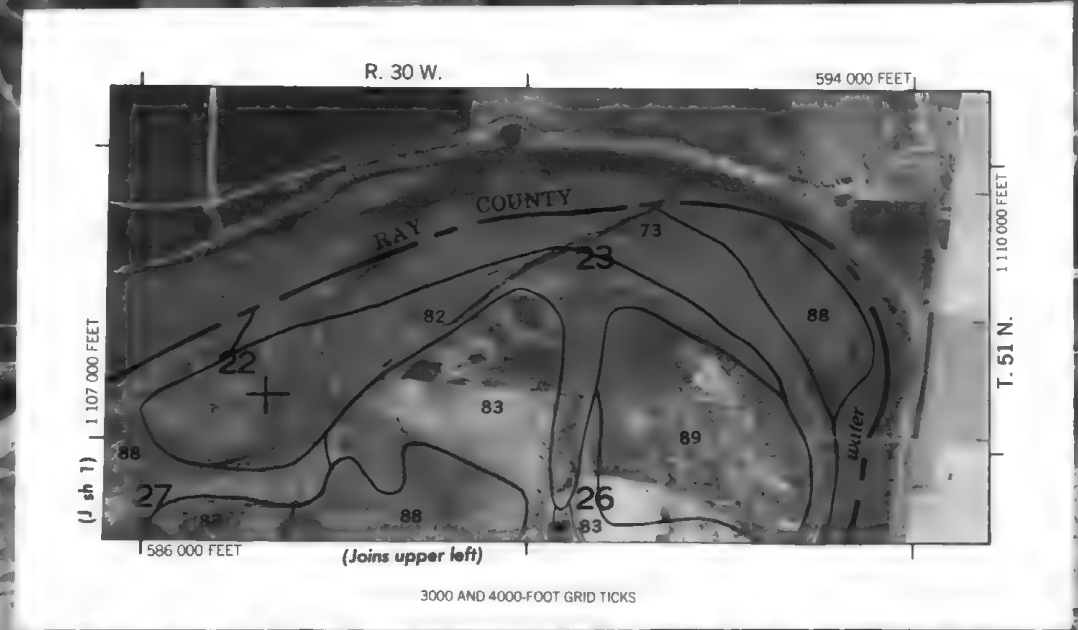 R. 30 W.
594 000 FEET
RAY COUNTY
1 110 000 FEET
73
23
82
88
22
T. 51 N.
1 107 000 FEET
83
89
88
water
27
26
88
83
586 000 FEET
(Joins upper left)
3000 AND 4000-FOOT GRID TICKS